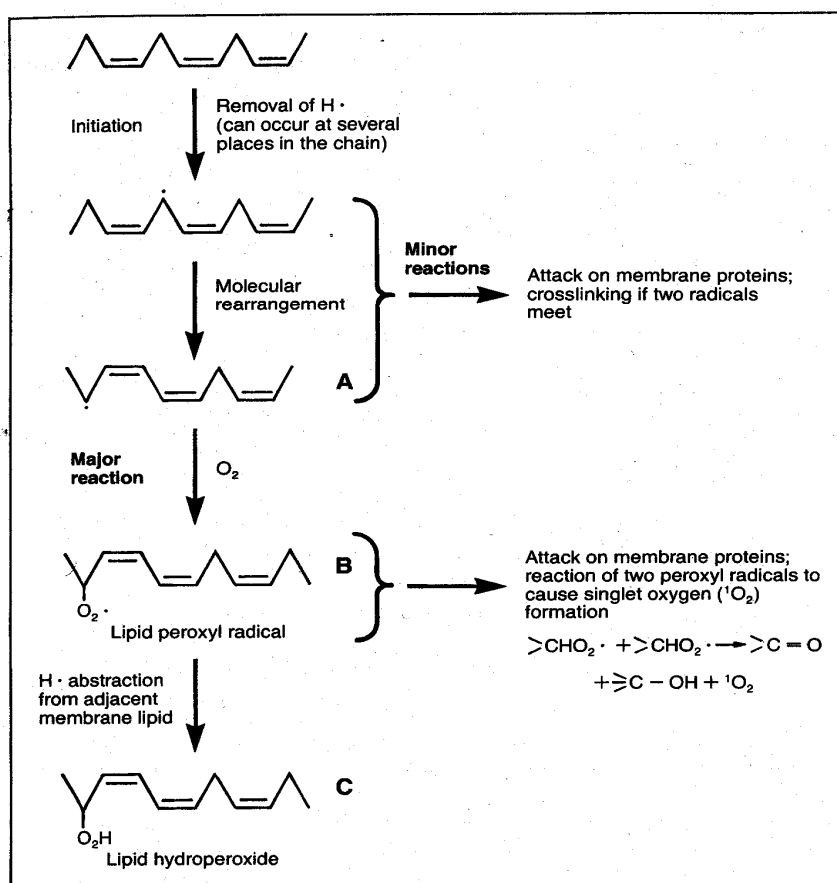 Initiation
Removal of H ·
(can occur at several
places in the chain)
Molecular
rearrangement
Minor
reactions
Attack on membrane proteins;
crosslinking if two radicals
meet
A
Major
reaction
O₂
B
O₂ ·
Lipid peroxyl radical
Attack on membrane proteins;
reaction of two peroxyl radicals to
cause singlet oxygen (¹O₂)
formation
>CHO₂ · + >CHO₂ · → >C = O
+ ⪖C – OH + ¹O₂
H · abstraction
from adjacent
membrane lipid
C
O₂H
Lipid hydroperoxide